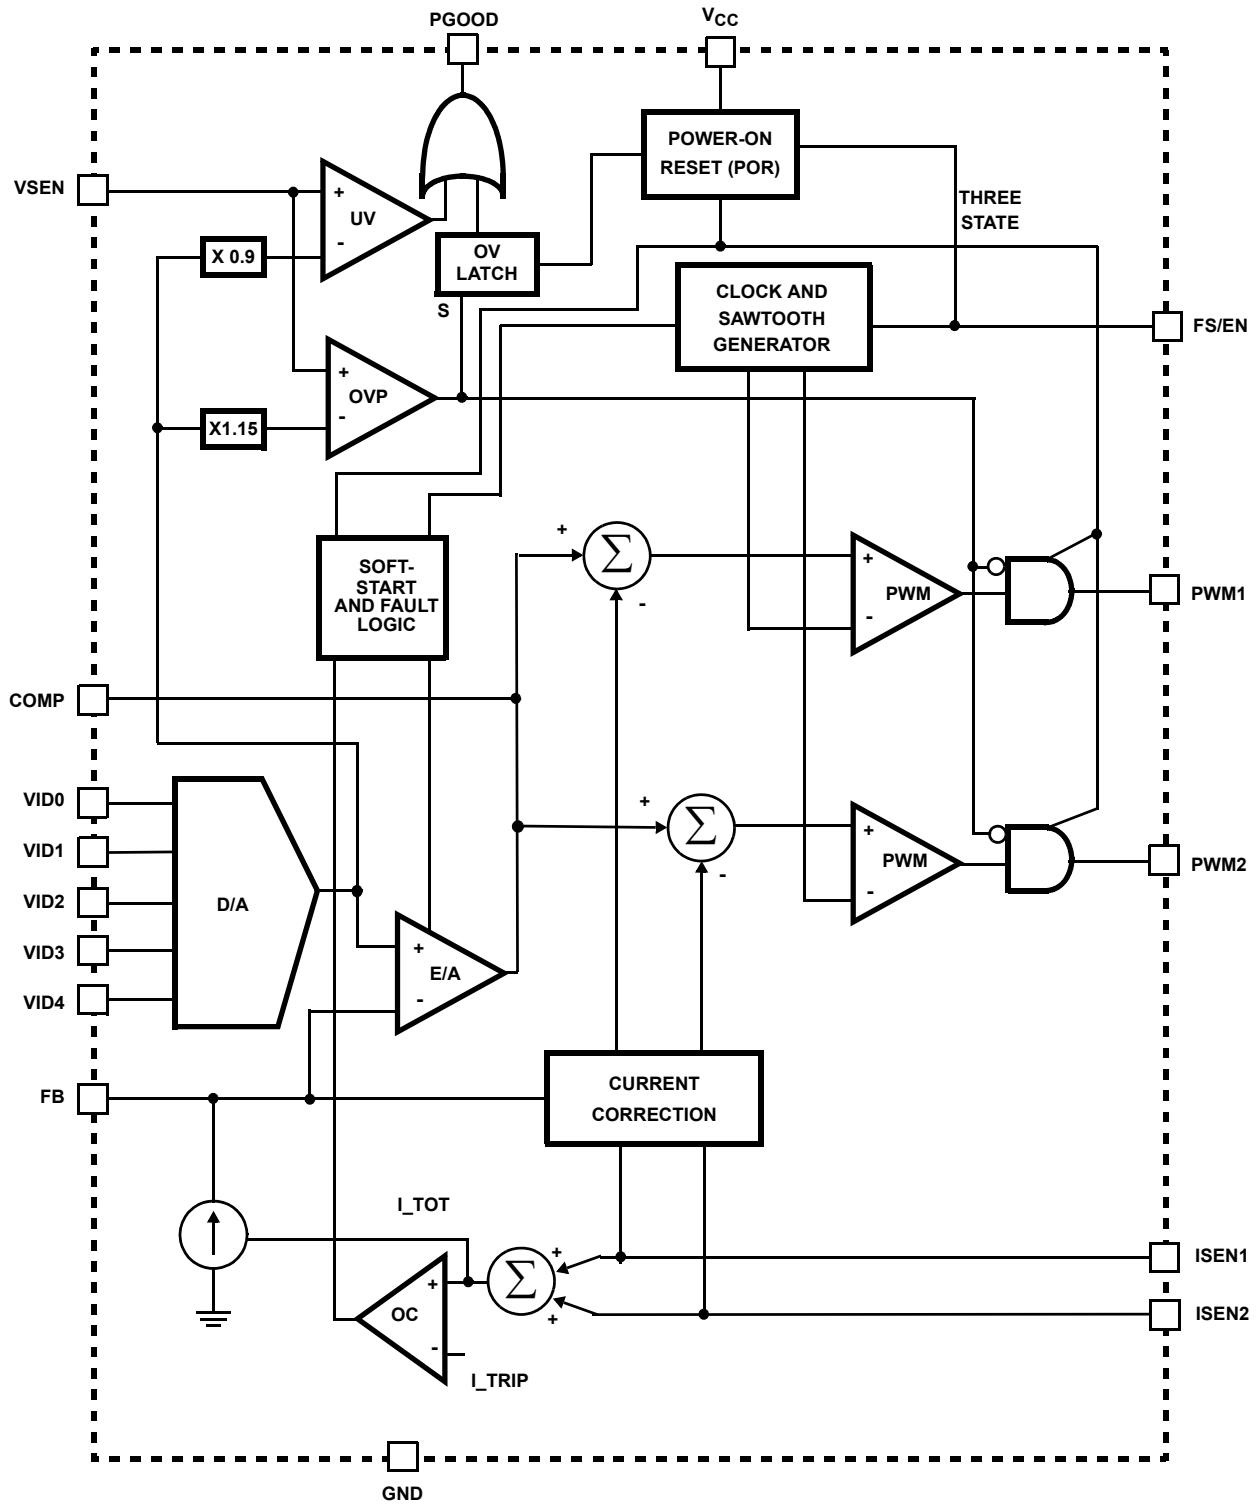 PGOOD
VCC
POWER-ON
RESET (POR)
VSEN
+
UV
-
THREE
STATE
X 0.9
OV
LATCH
S
CLOCK AND
SAWTOOTH
GENERATOR
FS/EN
+
OVP
-
X1.15
SOFT-
START
AND FAULT
LOGIC
+
Σ
-
+
PWM
-
PWM1
COMP
VID0
VID1
VID2
VID3
VID4
D/A
+
Σ
-
+
PWM
-
PWM2
+
E/A
-
FB
CURRENT
CORRECTION
I_TOT
+
Σ
+
ISEN1
ISEN2
+
OC
-
I_TRIP
GND